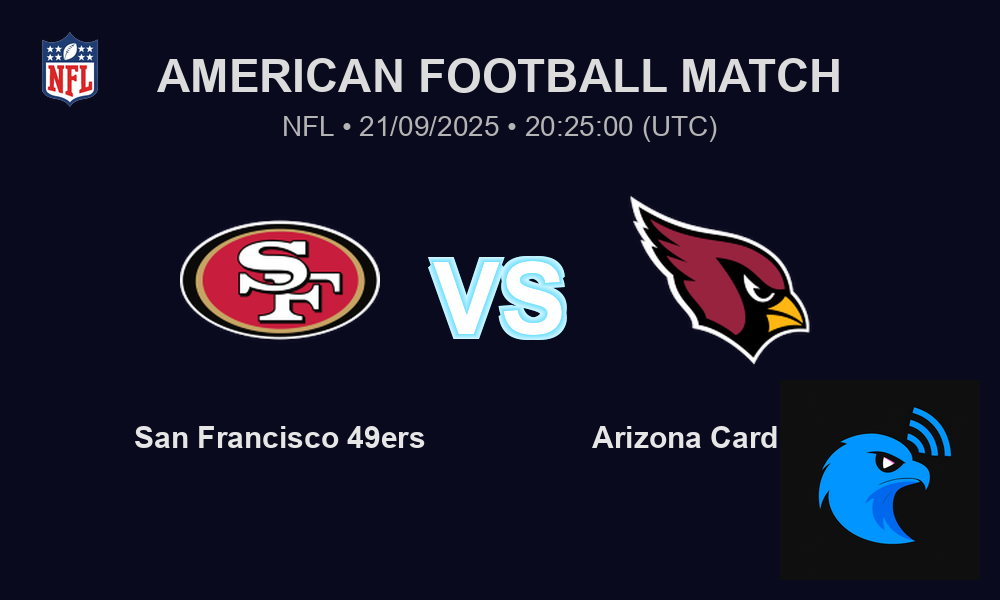 NFL
AMERICAN FOOTBALL MATCH
NFL • 21/09/2025 • 20:25:00 (UTC)
SF
VS
San Francisco 49ers
Arizona Card